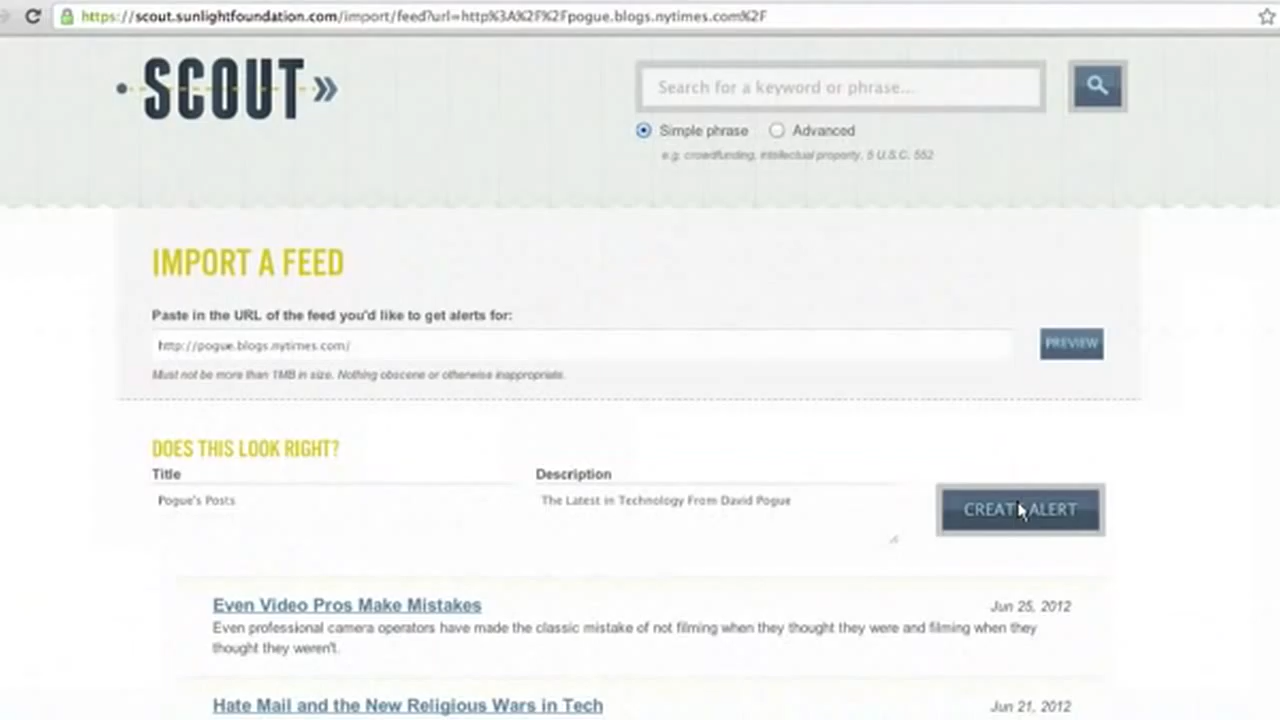 https://scout.sunlightfoundation.com/import/feed?url=http%3A%2F%2Fpogue.blogs.nytimes.com%2F
SCOUT
Search for a keyword or phrase...
Simple phrase Advanced
e.g. crowdfunding, intellectual property, 5 U.S.C. 552
IMPORT A FEED
Paste in the URL of the feed you'd like to get alerts for:
http://pogue.blogs.nytimes.com/
PREVIEW
Must not be more than 1MB in size. Nothing obscene or otherwise inappropriate.
DOES THIS LOOK RIGHT?
Title Description
Pogue's Posts The Latest in Technology From David Pogue
CREATE ALERT
Even Video Pros Make Mistakes Jun 25, 2012
Even professional camera operators have made the classic mistake of not filming when they thought they were and filming when they
thought they weren't.
Hate Mail and the New Religious Wars in Tech Jun 21, 2012